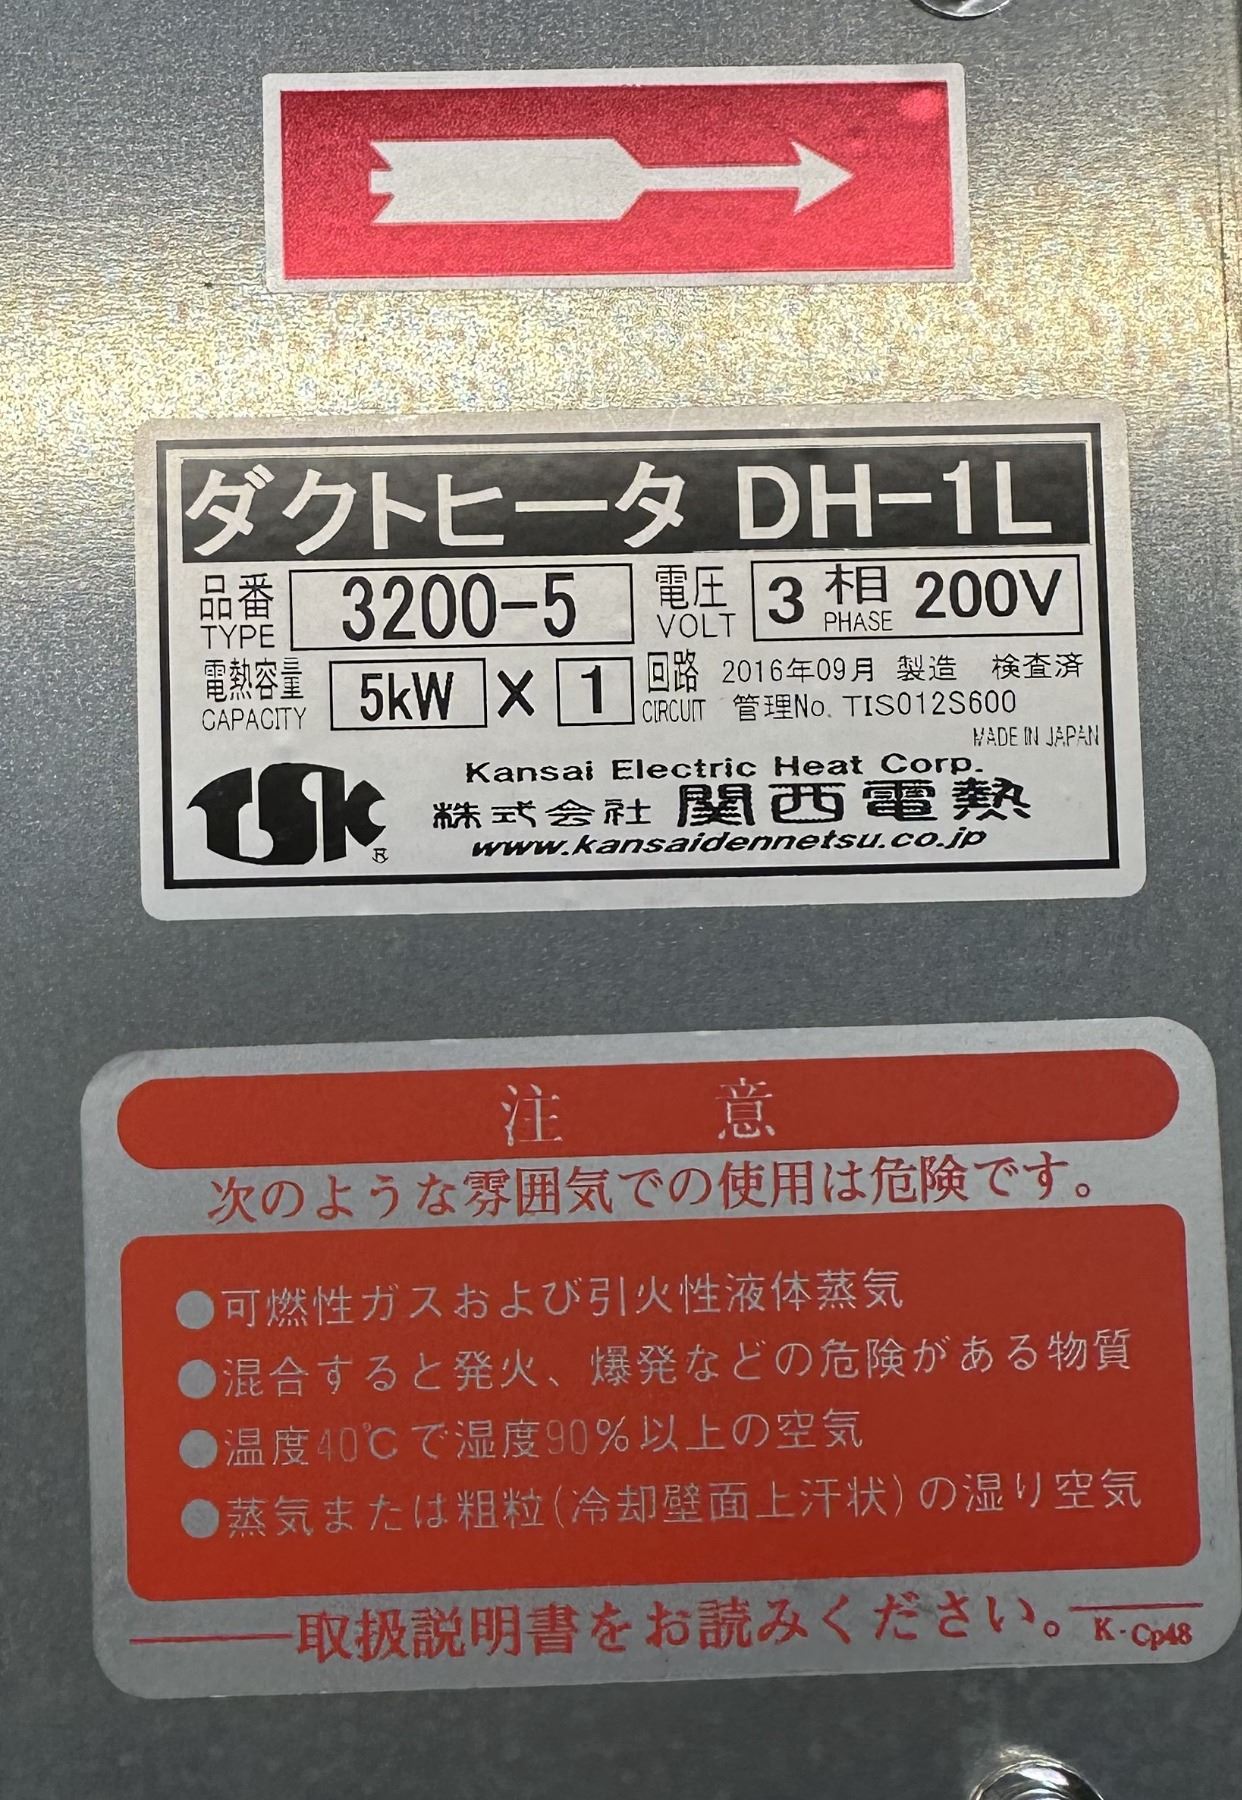 ダクトヒータ DH-1L
品番 TYPE 3200-5 電圧 VOLT 3 相 PHASE 200V
電熱容量 CAPACITY 5kW × 1 回路 CIRCUIT 2016年09月 製造 検査済
管理No. TIS012S600
MADE IN JAPAN
Kansai Electric Heat Corp.
TSK ® 株式会社 関西電熱
www.kansaidennetsu.co.jp
注 意
次のような雰囲気での使用は危険です。
●可燃性ガスおよび引火性液体蒸気
●混合すると発火、爆発などの危険がある物質
●温度40℃で湿度90%以上の空気
●蒸気または粗粒(冷却壁面上汗状)の湿り空気
取扱説明書をお読みください。 K-Cp48